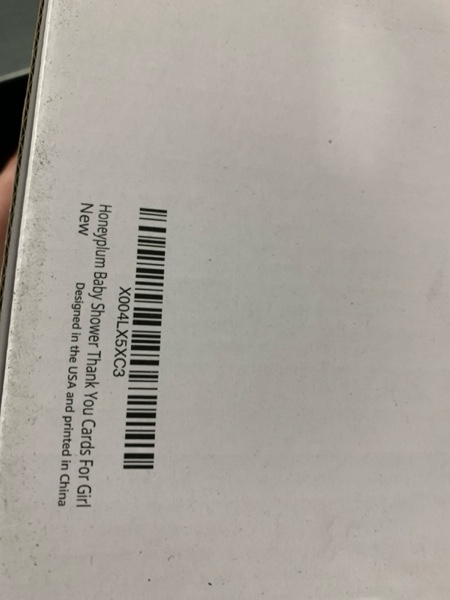 X004LX5XC3
Honeyplum Baby Shower Thank You Cards For Girl
New
Designed in the USA and printed in China